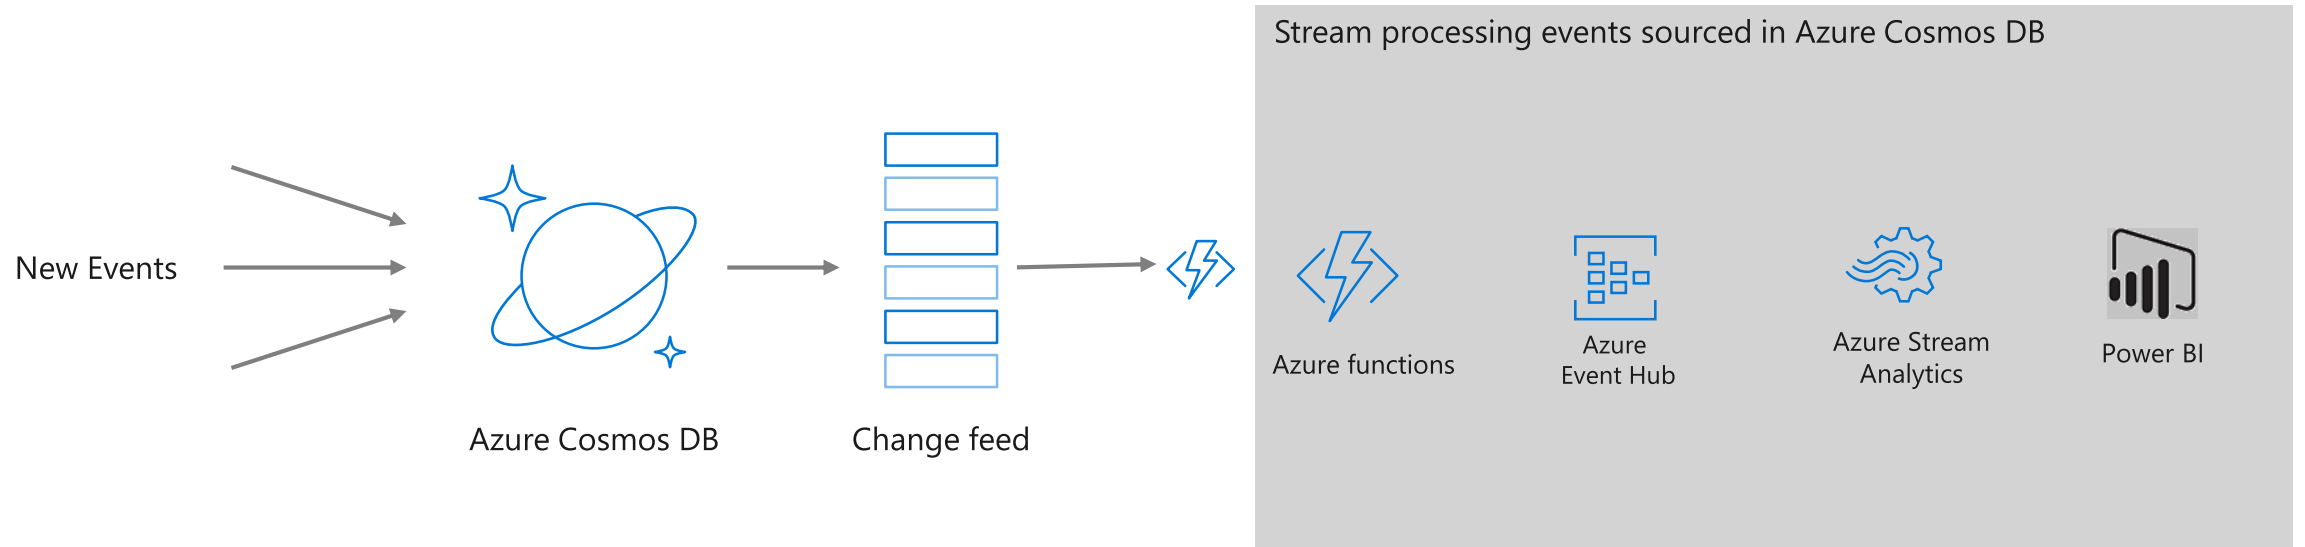 Stream processing events sourced in Azure Cosmos DB
New Events
Azure Cosmos DB
Change feed
Azure functions
Azure
Event Hub
Azure Stream
Analytics
Power BI